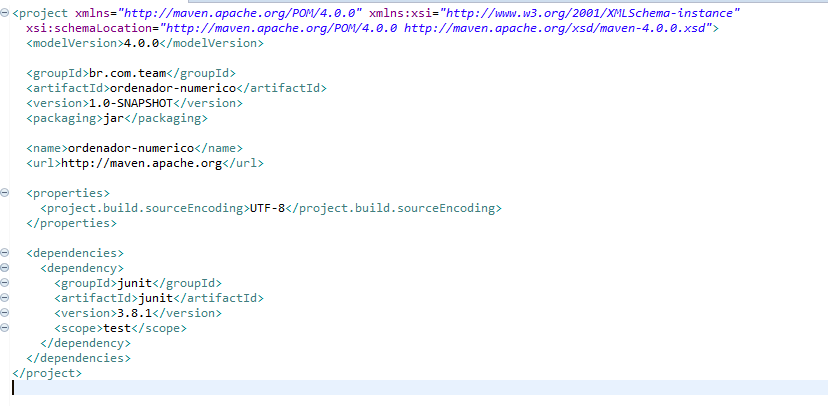 <project xmlns="http://maven.apache.org/POM/4.0.0" xmlns:xsi="http://www.w3.org/2001/XMLSchema-instance"
xsi:schemaLocation="http://maven.apache.org/POM/4.0.0 http://maven.apache.org/xsd/maven-4.0.0.xsd">
<modelVersion>4.0.0</modelVersion>
<groupId>br.com.team</groupId>
<artifactId>ordenador-numerico</artifactId>
<version>1.0-SNAPSHOT</version>
<packaging>jar</packaging>
<name>ordenador-numerico</name>
<url>http://maven.apache.org</url>
<properties>
<project.build.sourceEncoding>UTF-8</project.build.sourceEncoding>
</properties>
<dependencies>
<dependency>
<groupId>junit</groupId>
<artifactId>junit</artifactId>
<version>3.8.1</version>
<scope>test</scope>
</dependency>
</dependencies>
</project>